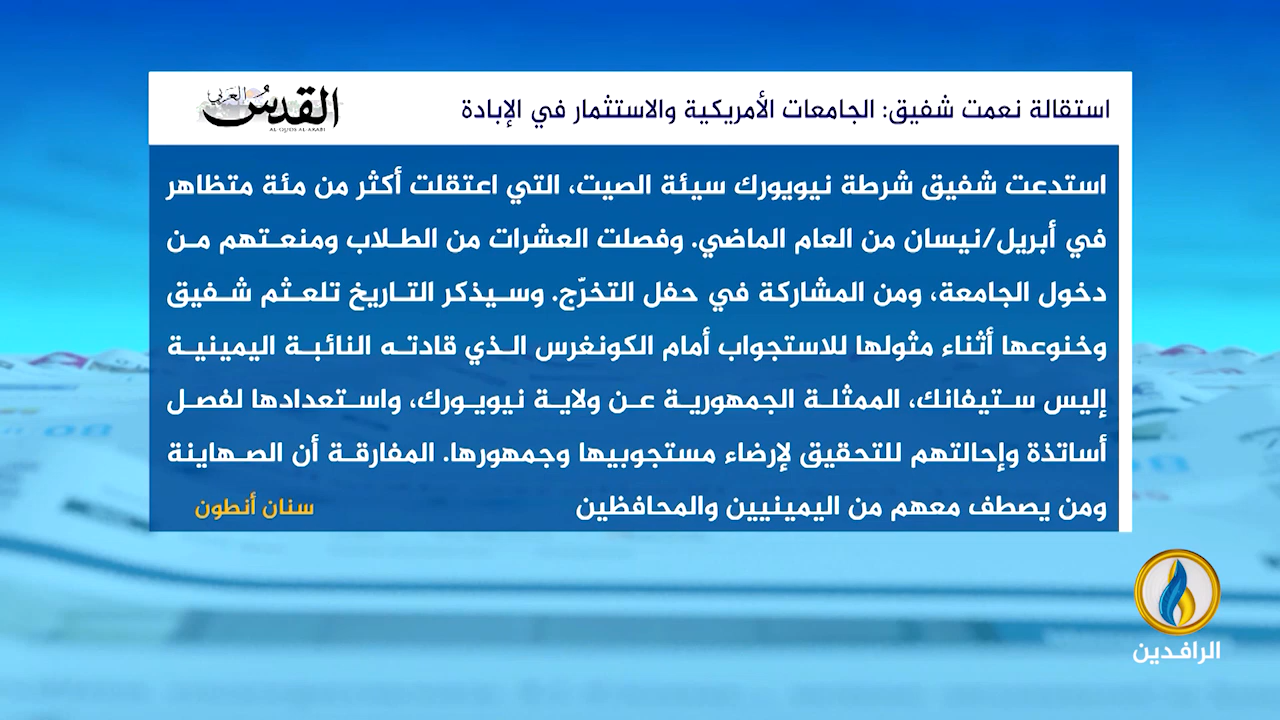 استقالة نعمت شفيق: الجامعات الأمريكية والاستثمار في الإبادة
القدس العربي
AL-QUDS AL-ARABI
استدعت شفيق شرطة نيويورك سيئة الصيت، التي اعتقلت أكثر من مئة متظاهر
في أبريل/نيسان من العام الماضي. وفصلت العشرات من الطلاب ومنعتهم من
دخول الجامعة، ومن المشاركة في حفل التخرّج. وسيذكر التاريخ تلعثم شفيق
وخنوعها أثناء مثولها للاستجواب أمام الكونغرس الذي قادته النائبة اليمينية
إليس ستيفانك، الممثلة الجمهورية عن ولاية نيويورك، واستعدادها لفصل
أساتذة وإحالتهم للتحقيق لإرضاء مستجوبيها وجمهورها. المفارقة أن الصهاينة
ومن يصطف معهم من اليمينيين والمحافظين
سنان أنطون
الرافدين